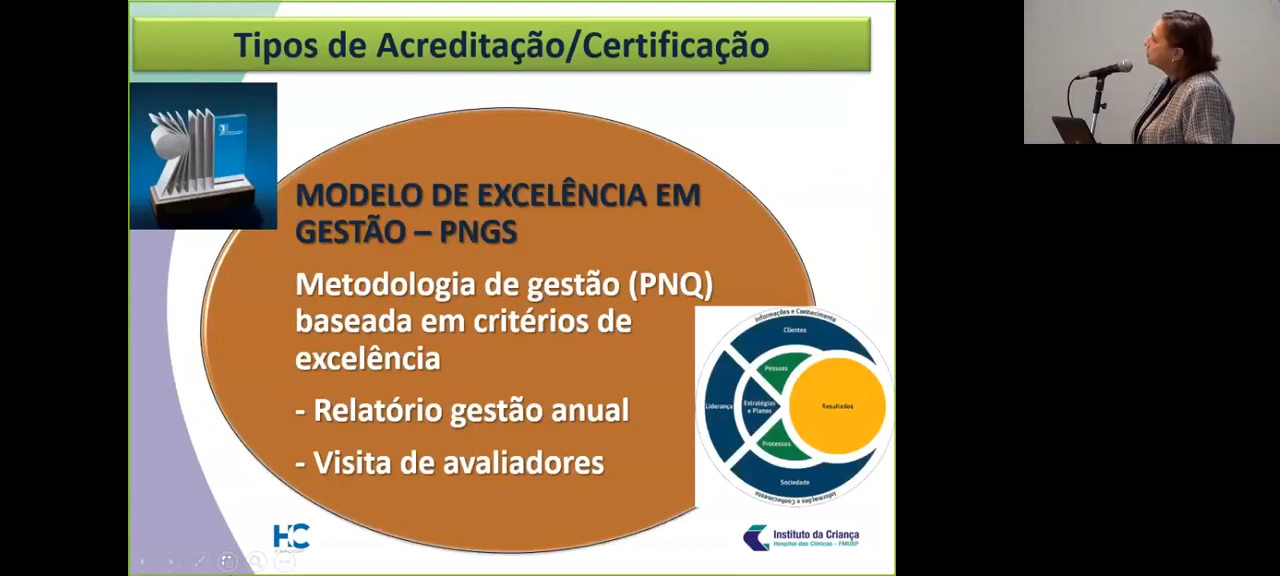 Tipos de Acreditação/Certificação
MODELO DE EXCELÊNCIA EM
GESTÃO – PNGS
Metodologia de gestão (PNQ)
baseada em critérios de
excelência
- Relatório gestão anual
- Visita de avaliadores
Informações e Conhecimento
Clientes
Pessoas
Liderança
Estratégias
e Planos
Resultados
Processos
Sociedade
Informações e Conhecimento
HC
Instituto da Criança
Hospital das Clínicas - FMUSP